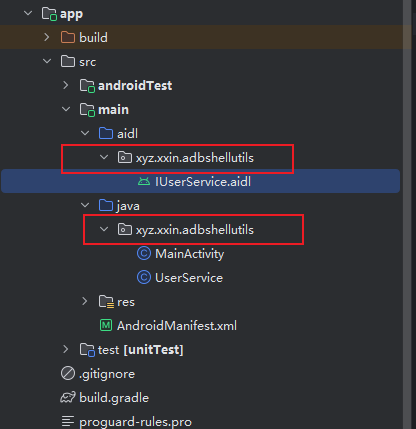 app
build
src
androidTest
main
aidl
xyz.xxin.adbshellutils
IUserService.aidl
java
xyz.xxin.adbshellutils
MainActivity
UserService
res
AndroidManifest.xml
test [unitTest]
.gitignore
build.gradle
proguard-rules.pro